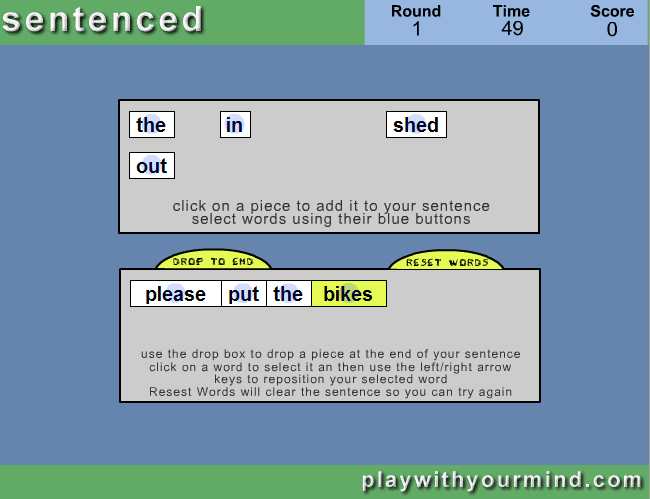 sentenced
Round Time Score
1 49 0
the in shed
out
click on a piece to add it to your sentence
select words using their blue buttons
DROP TO END RESET WORDS
please put the bikes
use the drop box to drop a piece at the end of your sentence
click on a word to select it an then use the left/right arrow
keys to reposition your selected word
Resest Words will clear the sentence so you can try again
playwithyourmind.com